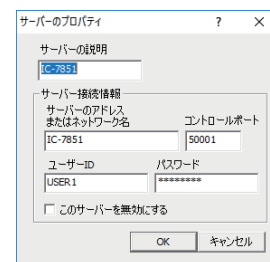 サーバーのプロパティ ? ×
サーバーの説明
IC-7851
サーバー接続情報
サーバーのアドレス
またはネットワーク名
コントロールポート
IC-7851 50001
ユーザーID パスワード
USER1 ********
このサーバーを無効にする
OK キャンセル